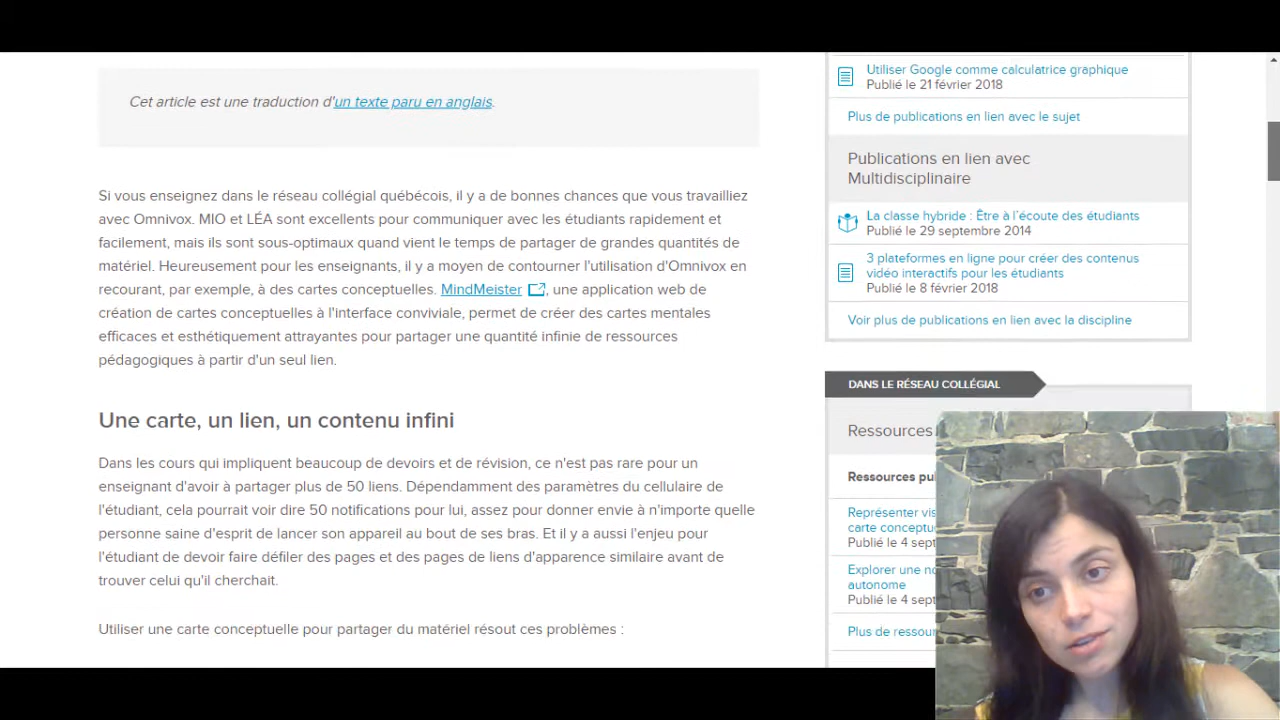 Cet article est une traduction d'un texte paru en anglais.
Si vous enseignez dans le réseau collégial québécois, il y a de bonnes chances que vous travailliez
avec Omnivox. MIO et LÉA sont excellents pour communiquer avec les étudiants rapidement et
facilement, mais ils sont sous-optimaux quand vient le temps de partager de grandes quantités de
matériel. Heureusement pour les enseignants, il y a moyen de contourner l'utilisation d'Omnivox en
recourant, par exemple, à des cartes conceptuelles. MindMeister, une application web de
création de cartes conceptuelles à l'interface conviviale, permet de créer des cartes mentales
efficaces et esthétiquement attrayantes pour partager une quantité infinie de ressources
pédagogiques à partir d'un seul lien.
Une carte, un lien, un contenu infini
Dans les cours qui impliquent beaucoup de devoirs et de révision, ce n'est pas rare pour un
enseignant d'avoir a partager plus de 50 liens. Dépendamment des paramètres du cellulaire de
l'étudiant, cela pourrait voir dire 50 notifications pour lui, assez pour donner envie à n'importe quelle
personne saine d'esprit de lancer son appareil au bout de ses bras. Et il y a aussi l'enjeu pour
l'étudiant de devoir faire défiler des pages et des pages de liens d'apparence similaire avant de
trouver celui qu'il cherchait.
Utiliser une carte conceptuelle pour partager du matériel résout ces problèmes :
Utiliser Google comme calculatrice graphique
Publié le 21 février 2018
Plus de publications en lien avec le sujet
Publications en lien avec
Multidisciplinaire
La classe hybride : Être à l'écoute des étudiants
Publié le 29 septembre 2014
3 plateformes en ligne pour créer des contenus
vidéo interactifs pour les étudiants
Publié le 8 février 2018
Voir plus de publications en lien avec la discipline
DANS LE RÉSEAU COLLÉGIAL
Ressources
Ressources
Représenter
carte
Publié le 4
Explorer une
autonome
Publié le 4
Plus de